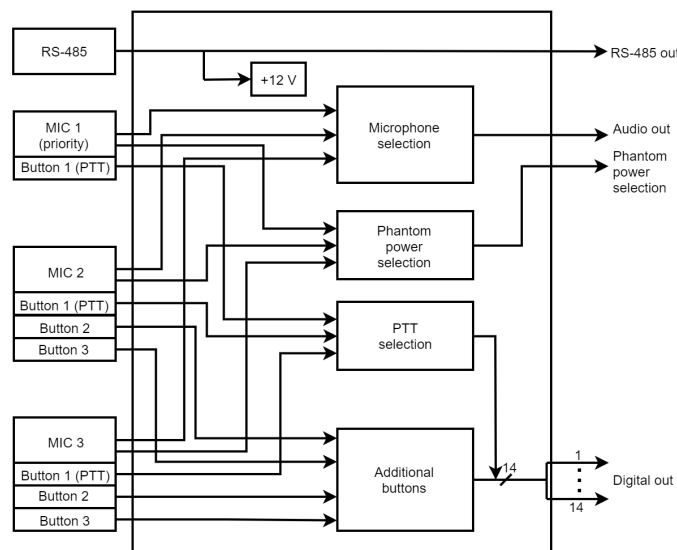 RS-485
RS-485 out
+12 V
MIC 1
(priority)
Button 1 (PTT)
Microphone
selection
Audio out
Phantom
power
selection
Phantom
power
selection
MIC 2
Button 1 (PTT)
Button 2
Button 3
PTT
selection
MIC 3
Button 1 (PTT)
Button 2
Button 3
Additional
buttons
14
1
14
Digital out